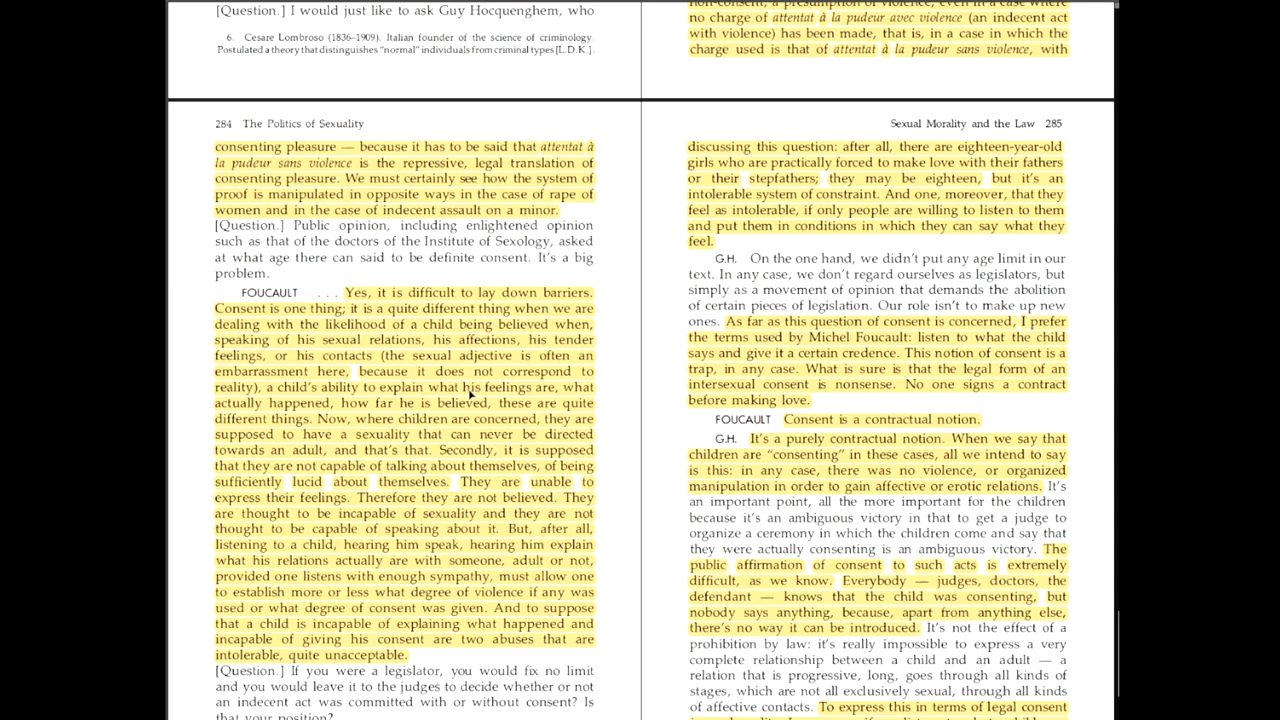 [Question.] I would just like to ask Guy Hocquenghem, who
6. Cesare Lombroso (1836–1909). Italian founder of the science of criminology.
Postulated a theory that distinguishes “normal” individuals from criminal types [L.D.K.].
no charge of attentat à la pudeur avec violence (an indecent act
with violence) has been made, that is, in a case in which the
charge used is that of attentat à la pudeur sans violence, with
284 The Politics of Sexuality
consenting pleasure — because it has to be said that attentat à
la pudeur sans violence is the repressive, legal translation of
consenting pleasure. We must certainly see how the system of
proof is manipulated in opposite ways in the case of rape of
women and in the case of indecent assault on a minor.
[Question.] Public opinion, including enlightened opinion
such as that of the doctors of the Institute of Sexology, asked
at what age there can said to be definite consent. It’s a big
problem.
FOUCAULT . . . Yes, it is difficult to lay down barriers.
Consent is one thing; it is a quite different thing when we are
dealing with the likelihood of a child being believed when,
speaking of his sexual relations, his affections, his tender
feelings, or his contacts (the sexual adjective is often an
embarrassment here, because it does not correspond to
reality), a child’s ability to explain what his feelings are, what
actually happened, how far he is believed, these are quite
different things. Now, where children are concerned, they are
supposed to have a sexuality that can never be directed
towards an adult, and that’s that. Secondly, it is supposed
that they are not capable of talking about themselves, of being
sufficiently lucid about themselves. They are unable to
express their feelings. Therefore they are not believed. They
are thought to be incapable of sexuality and they are not
thought to be capable of speaking about it. But, after all,
listening to a child, hearing him speak, hearing him explain
what his relations actually are with someone, adult or not,
provided one listens with enough sympathy, must allow one
to establish more or less what degree of violence if any was
used or what degree of consent was given. And to suppose
that a child is incapable of explaining what happened and
incapable of giving his consent are two abuses that are
intolerable, quite unacceptable.
[Question.] If you were a legislator, you would fix no limit
and you would leave it to the judges to decide whether or not
an indecent act was committed with or without consent? Is
that your position?
Sexual Morality and the Law 285
discussing this question: after all, there are eighteen-year-old
girls who are practically forced to make love with their fathers
or their stepfathers; they may be eighteen, but it’s an
intolerable system of constraint. And one, moreover, that they
feel as intolerable, if only people are willing to listen to them
and put them in conditions in which they can say what they
feel.
G.H. On the one hand, we didn’t put any age limit in our
text. In any case, we don’t regard ourselves as legislators, but
simply as a movement of opinion that demands the abolition
of certain pieces of legislation. Our role isn’t to make up new
ones. As far as this question of consent is concerned, I prefer
the terms used by Michel Foucault: listen to what the child
says and give it a certain credence. This notion of consent is a
trap, in any case. What is sure is that the legal form of an
intersexual consent is nonsense. No one signs a contract
before making love.
FOUCAULT Consent is a contractual notion.
G.H. It’s a purely contractual notion. When we say that
children are “consenting” in these cases, all we intend to say
is this: in any case, there was no violence, or organized
manipulation in order to gain affective or erotic relations. It’s
an important point, all the more important for the children
because it’s an ambiguous victory in that to get a judge to
organize a ceremony in which the children come and say that
they were actually consenting is an ambiguous victory. The
public affirmation of consent to such acts is extremely
difficult, as we know. Everybody — judges, doctors, the
defendant — knows that the child was consenting, but
nobody says anything, because, apart from anything else,
there’s no way it can be introduced. It’s not the effect of a
prohibition by law: it’s really impossible to express a very
complete relationship between a child and an adult — a
relation that is progressive, long, goes through all kinds of
stages, which are not all exclusively sexual, through all kinds
of affective contacts. To express this in terms of legal consent